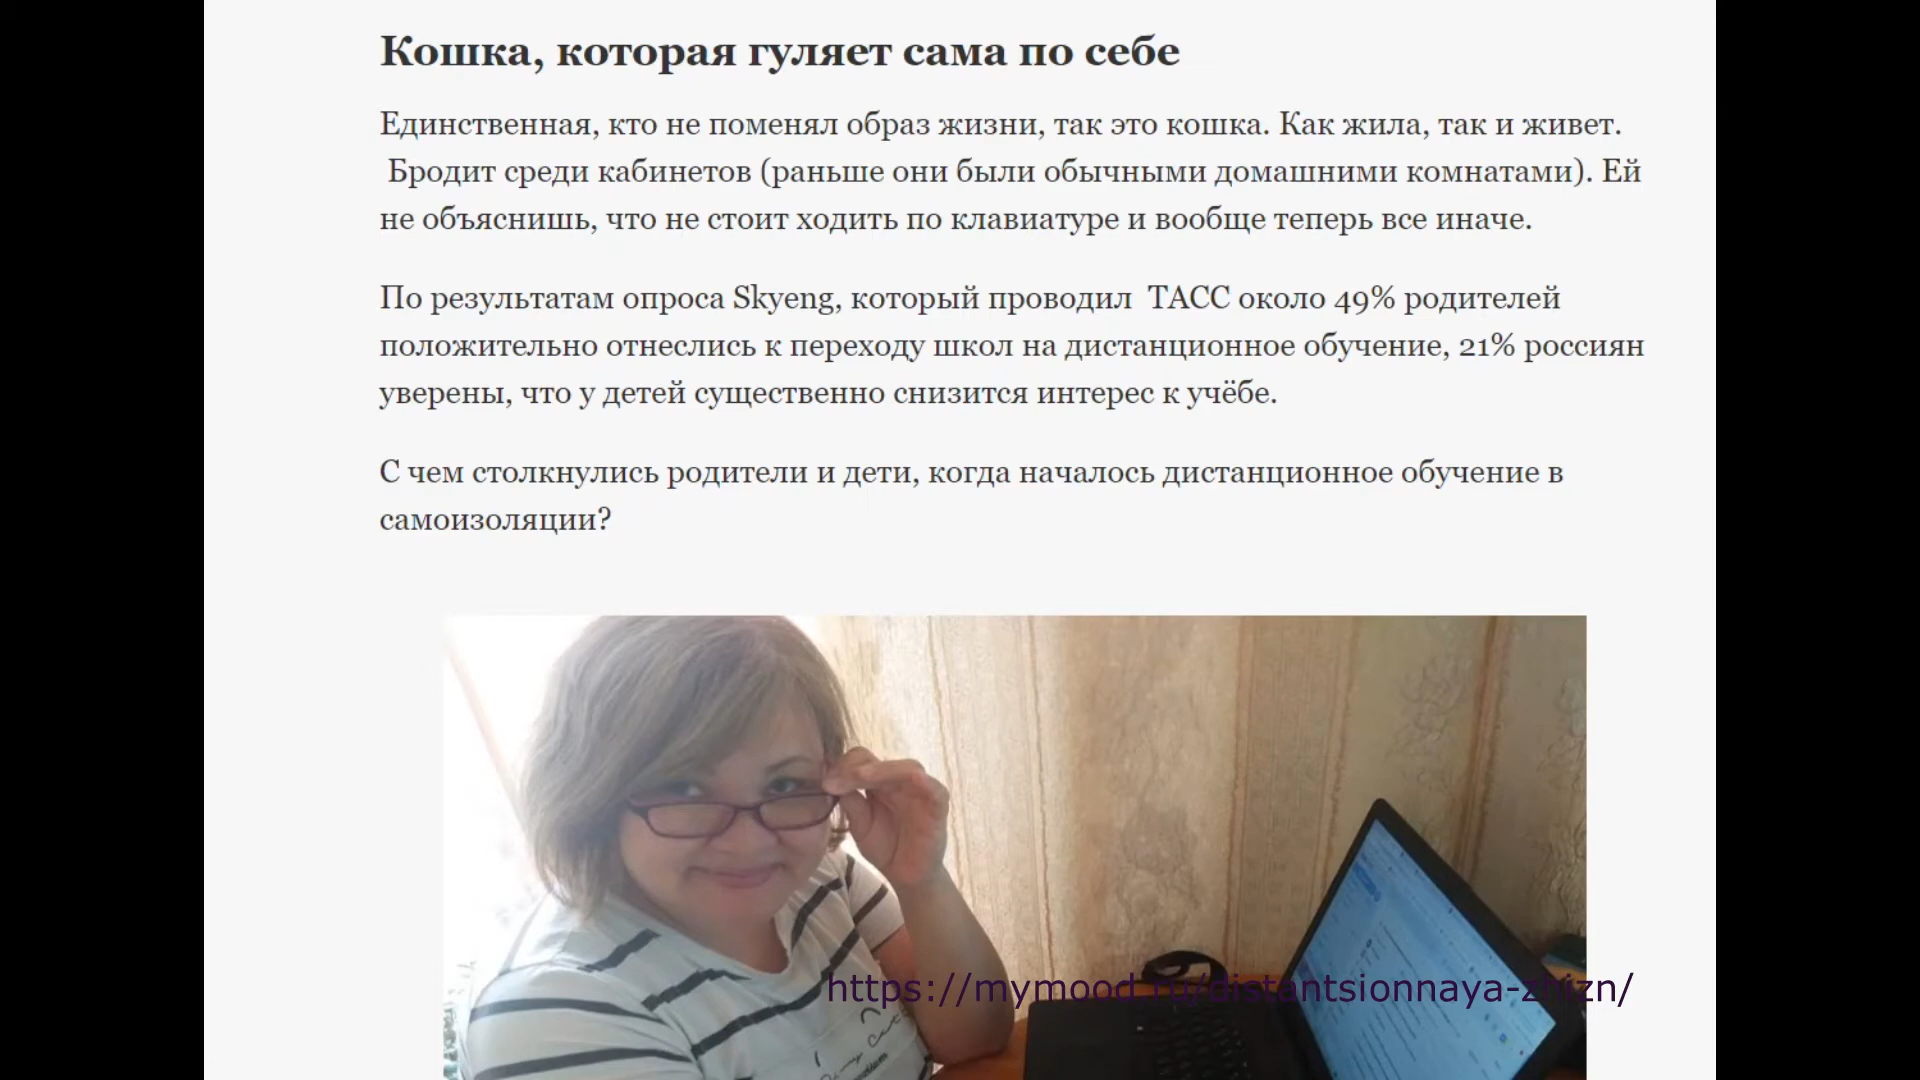 Кошка, которая гуляет сама по себе
Единственная, кто не поменял образ жизни, так это кошка. Как жила, так и живет.
Бродит среди кабинетов (раньше они были обычными домашними комнатами). Ей
не объяснишь, что не стоит ходить по клавиатуре и вообще теперь все иначе.
По результатам опроса Skyeng, который проводил ТАСС около 49% родителей
положительно отнеслись к переходу школ на дистанционное обучение, 21% россиян
уверены, что у детей существенно снизится интерес к учёбе.
С чем столкнулись родители и дети, когда началось дистанционное обучение в
самоизоляции?
https://mymood.ru/distantsionnaya-zhizn/